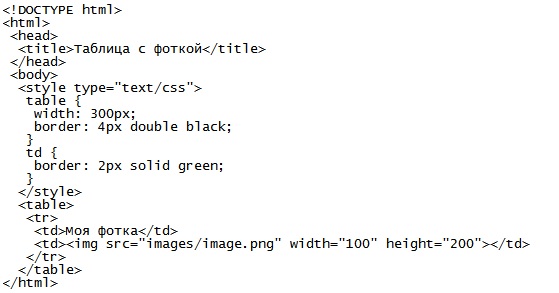 <!DOCTYPE html>
<html>
<head>
<title>Таблица с фоткой</title>
</head>
<body>
<style type="text/css">
table {
width: 300px;
border: 4px double black;
}
td {
border: 2px solid green;
}
</style>
<table>
<tr>
<td>Моя фотка</td>
<td><img src="images/image.png" width="100" height="200"></td>
</tr>
</table>
</html>